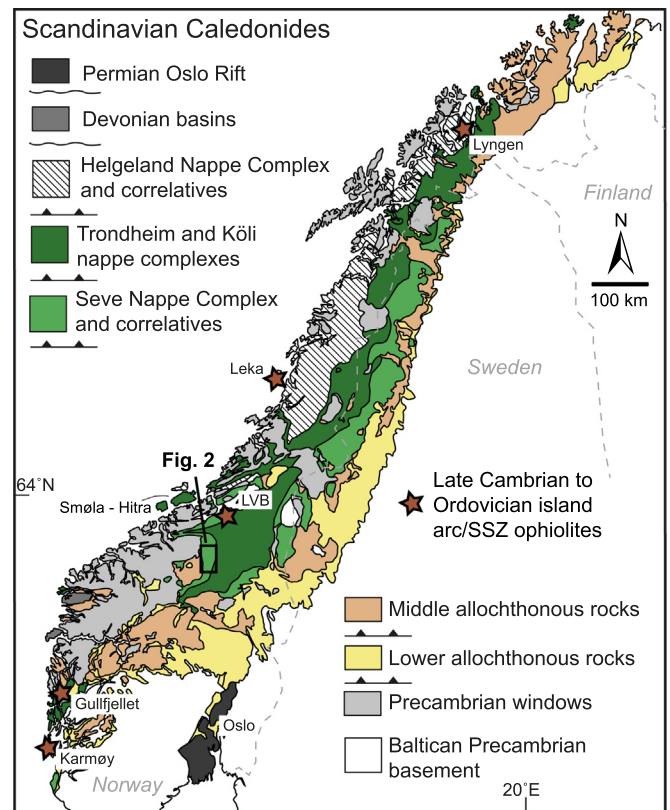 Scandinavian Caledonides
Permian Oslo Rift
Devonian basins
Helgeland Nappe Complex
and correlatives
Trondheim and Köli
nappe complexes
Seve Nappe Complex
and correlatives
Lyngen
Finland
N
100 km
Leka
Sweden
Fig. 2
64˚N
LVB
Smøla - Hitra
Late Cambrian to
Ordovician island
arc/SSZ ophiolites
Middle allochthonous rocks
Lower allochthonous rocks
Precambrian windows
Baltican Precambrian
basement
Gullfjellet
Oslo
Karmøy
Norway
20˚E